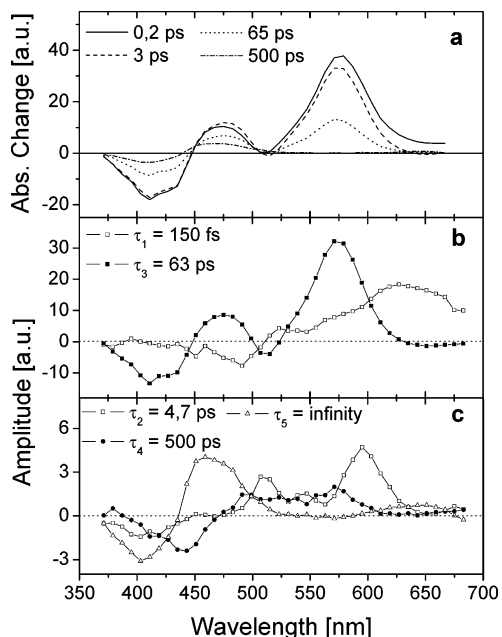 a
0,2 ps 65 ps
3 ps 500 ps
40
20
0
-20
Abs. Change [a.u.]
b
τ1 = 150 fs
τ3 = 63 ps
30
20
10
0
-10
c
τ2 = 4,7 ps τ5 = infinity
τ4 = 500 ps
6
3
0
-3
Amplitude [a.u.]
350 400 450 500 550 600 650 700
Wavelength [nm]